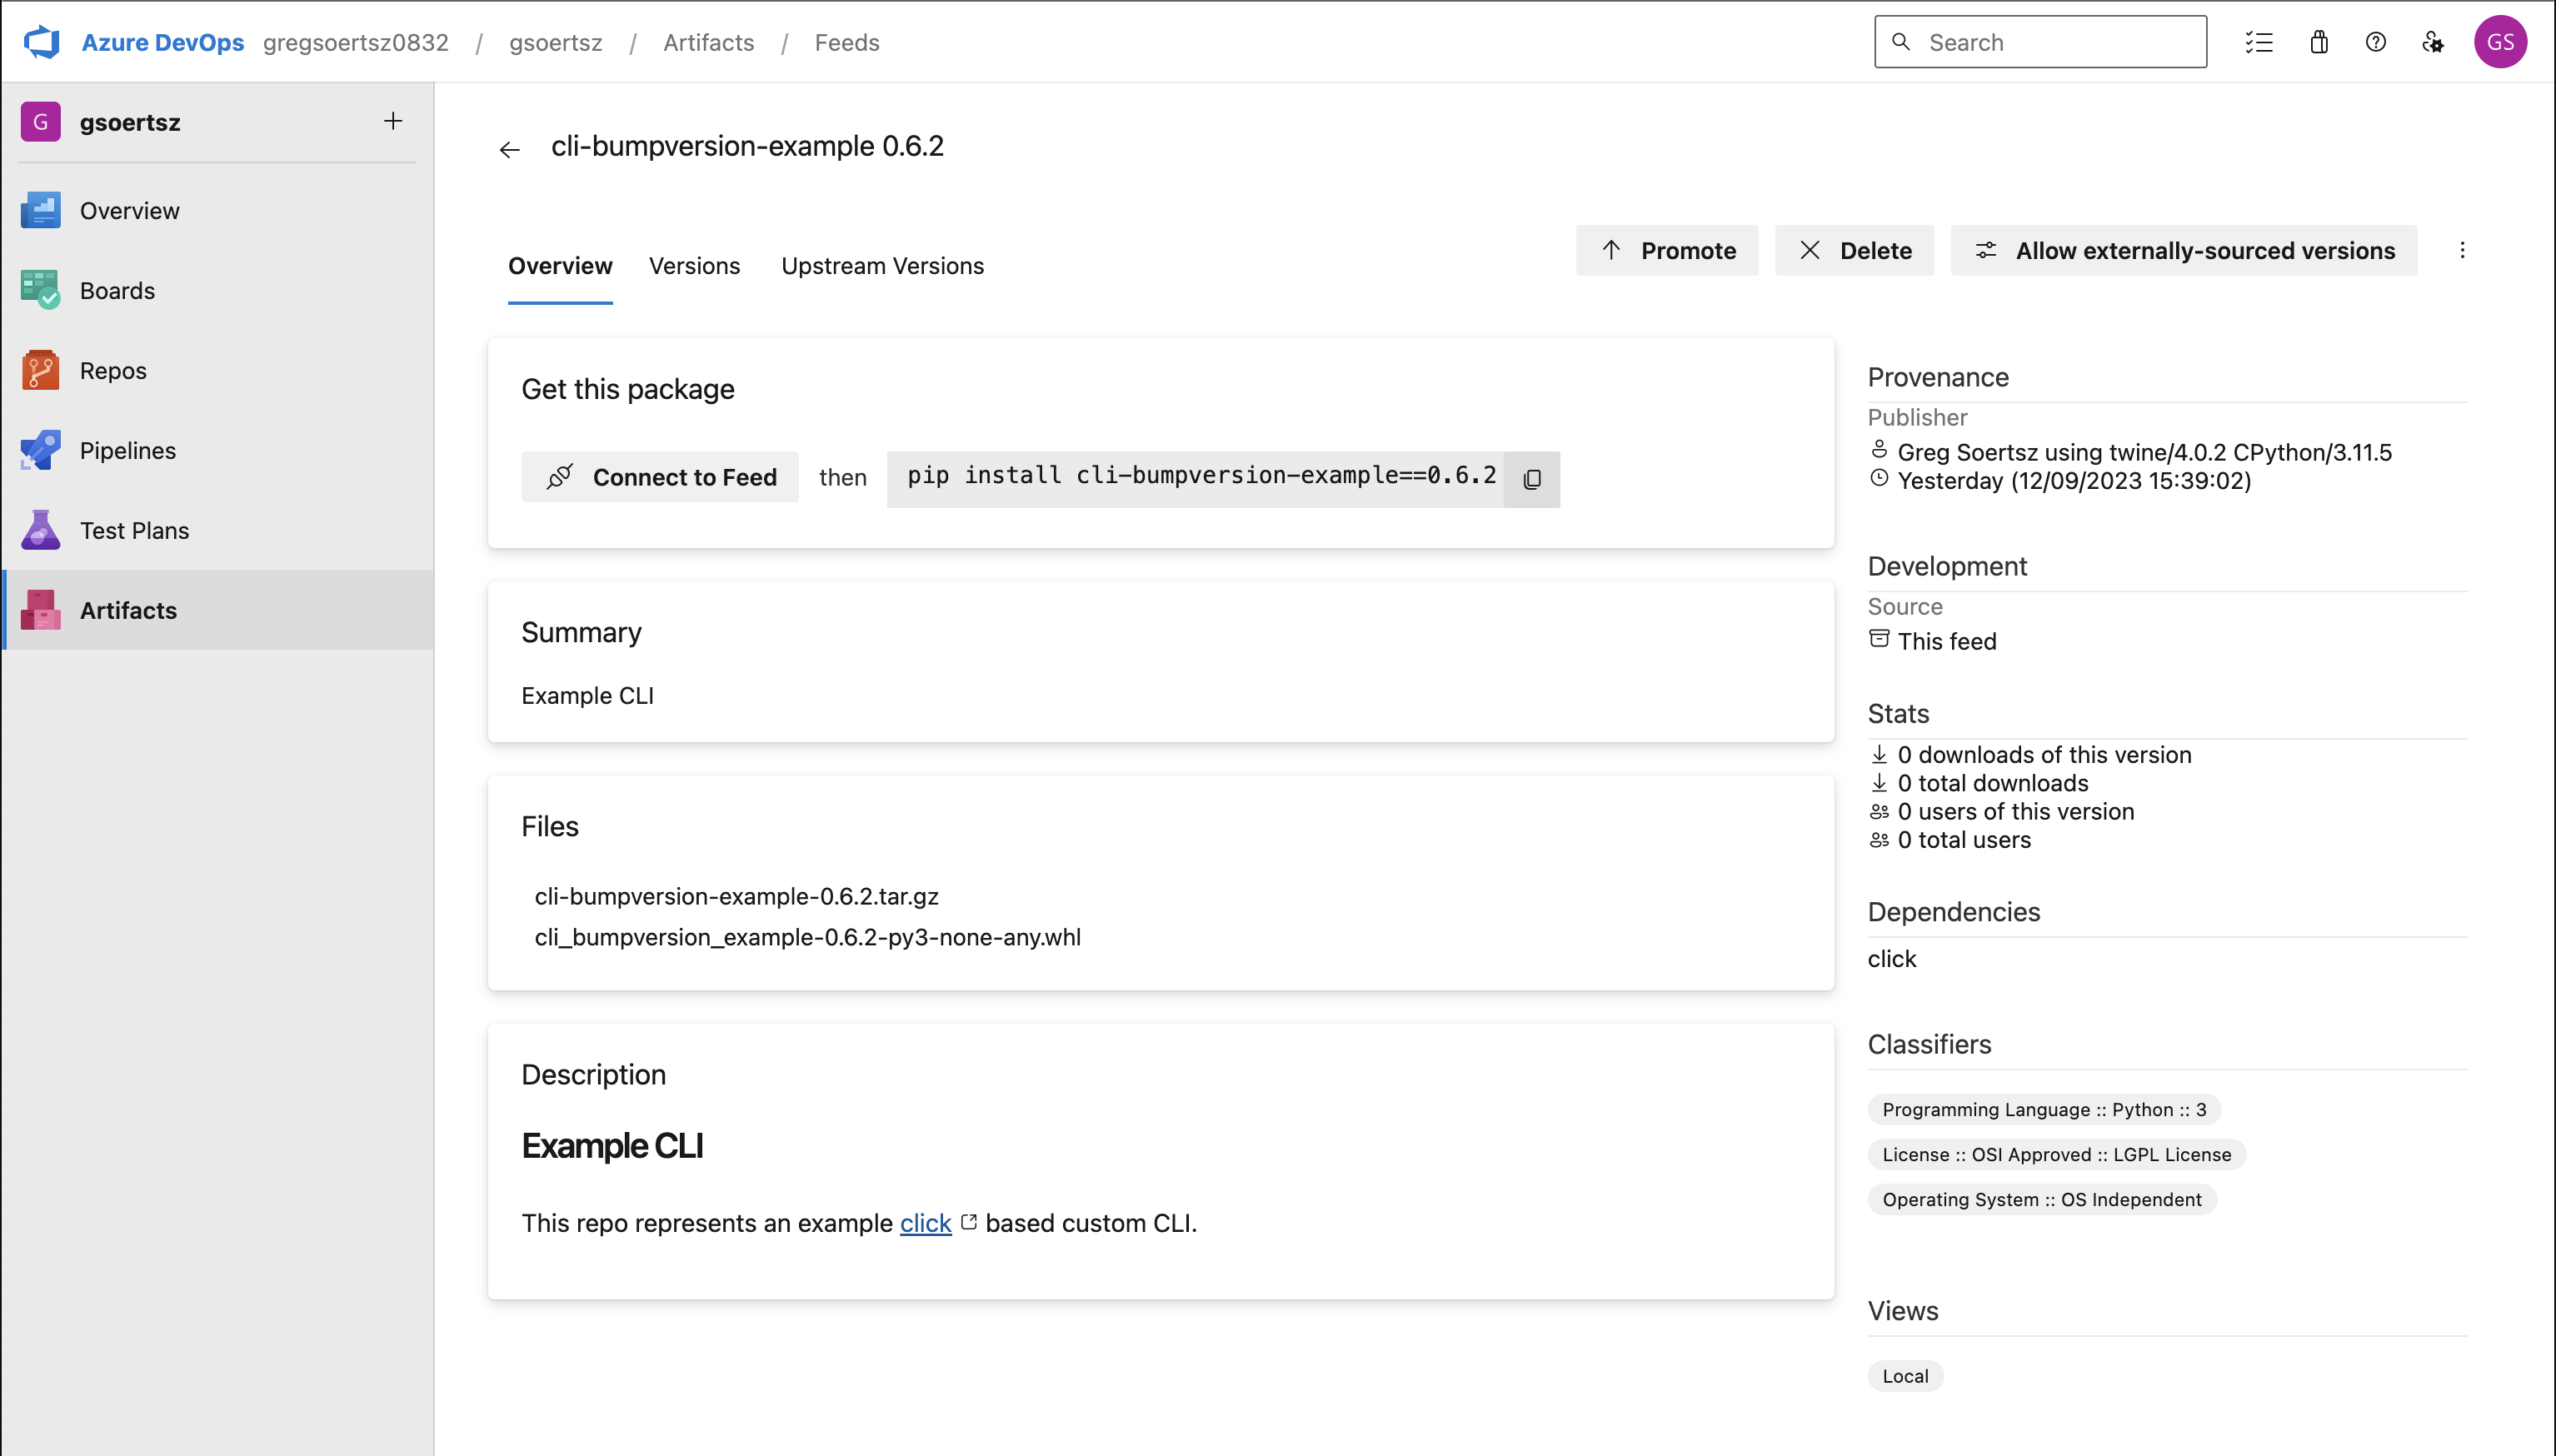 Azure DevOps gregsoertsz0832 / gsoertsz / Artifacts / Feeds
Search
GS
G gsoertsz
Overview
Boards
Repos
Pipelines
Test Plans
Artifacts
cli-bumpversion-example 0.6.2
Overview Versions Upstream Versions
Promote Delete Allow externally-sourced versions
Get this package
Connect to Feed then pip install cli-bumpversion-example==0.6.2
Summary
Example CLI
Files
cli-bumpversion-example-0.6.2.tar.gz
cli_bumpversion_example-0.6.2-py3-none-any.whl
Description
Example CLI
This repo represents an example click based custom CLI.
Provenance
Publisher
Greg Soertsz using twine/4.0.2 CPython/3.11.5
Yesterday (12/09/2023 15:39:02)
Development
Source
This feed
Stats
0 downloads of this version
0 total downloads
0 users of this version
0 total users
Dependencies
click
Classifiers
Programming Language :: Python :: 3
License :: OSI Approved :: LGPL License
Operating System :: OS Independent
Views
Local